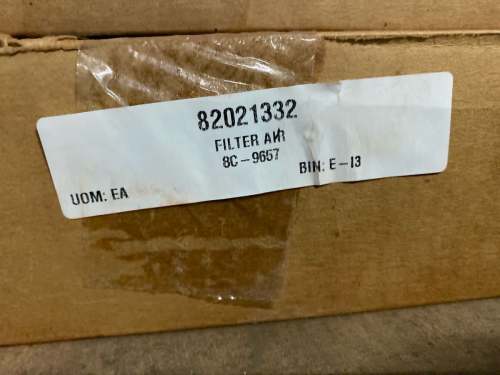 82021332
FILTER AIR
8C-9657
UOM: EA
BIN: E-13